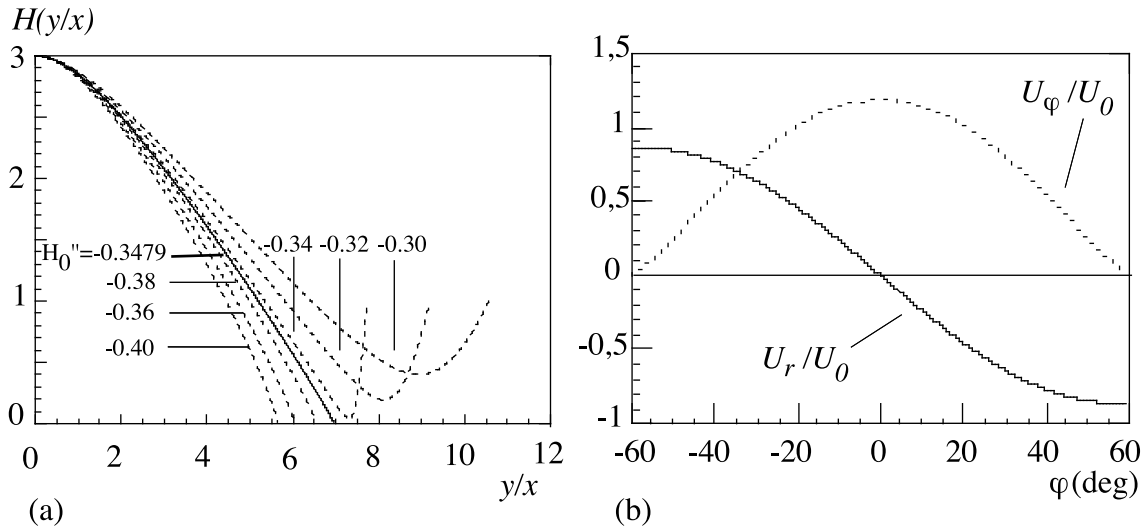 H(y/x)
3
2
1
0
H0''=-0.3479
-0.38
-0.36
-0.40
-0.34 -0.32 -0.30
0 2 4 6 8 10 12
y/x
(a)
1,5
1
0,5
0
-0,5
-1
Uφ/U0
Ur/U0
-60 -40 -20 0 20 40 60
φ(deg)
(b)